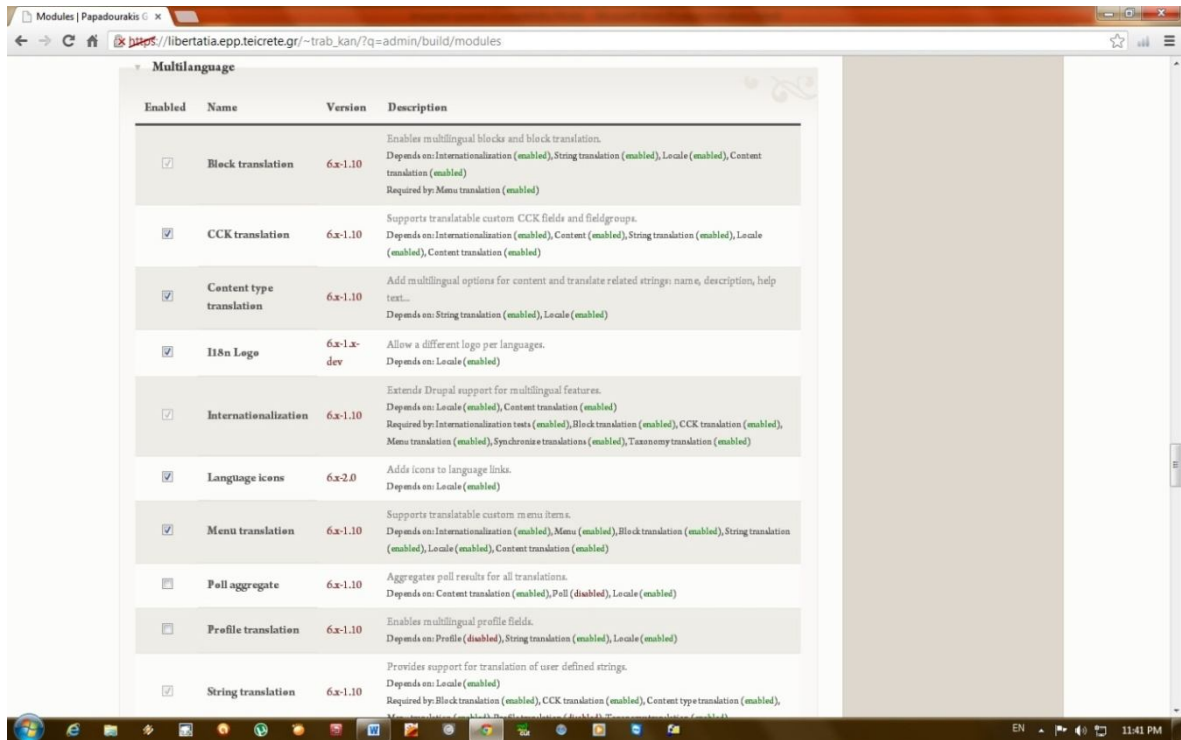 Modules | Papadourakis G
https://libertatia.epp.teicrete.gr/~trab_kan/?q=admin/build/modules
Multilanguage
Enabled Name Version Description
Block translation 6.x-1.10
Enables multilingual blocks and block translation.
Depends on: Internationalization (enabled), String translation (enabled), Locale (enabled), Content
translation (enabled)
Required by: Menu translation (enabled)
CCK translation 6.x-1.10
Supports translatable custom CCK fields and fieldgroups.
Depends on: Internationalization (enabled), Content (enabled), String translation (enabled), Locale
(enabled), Content translation (enabled)
Content type
translation
6.x-1.10
Add multilingual options for content and translate related strings: name, description, help
text...
Depends on: String translation (enabled), Locale (enabled)
I18n Logo
6.x-1.x-
dev
Allow a different logo per languages.
Depends on: Locale (enabled)
Internationalization 6.x-1.10
Extends Drupal support for multilingual features.
Depends on: Locale (enabled), Content translation (enabled)
Required by: Internationalization tests (enabled), Block translation (enabled), CCK translation (enabled),
Menu translation (enabled), Synchronize translations (enabled), Taxonomy translation (enabled)
Language icons 6.x-2.0
Adds icons to language links.
Depends on: Locale (enabled)
Menu translation 6.x-1.10
Supports translatable custom menu items.
Depends on: Internationalization (enabled), Menu (enabled), Block translation (enabled), String translation
(enabled), Locale (enabled), Content translation (enabled)
Poll aggregate 6.x-1.10
Aggregates poll results for all translations.
Depends on: Content translation (enabled), Poll (disabled), Locale (enabled)
Profile translation 6.x-1.10
Enables multilingual profile fields.
Depends on: Profile (disabled), String translation (enabled), Locale (enabled)
String translation 6.x-1.10
Provides support for translation of user defined strings.
Depends on: Locale (enabled)
Required by: Block translation (enabled), CCK translation (enabled), Content type translation (enabled),
Menu translation (enabled), Profile translation (disabled), Taxonomy translation (enabled)
EN 11:41 PM